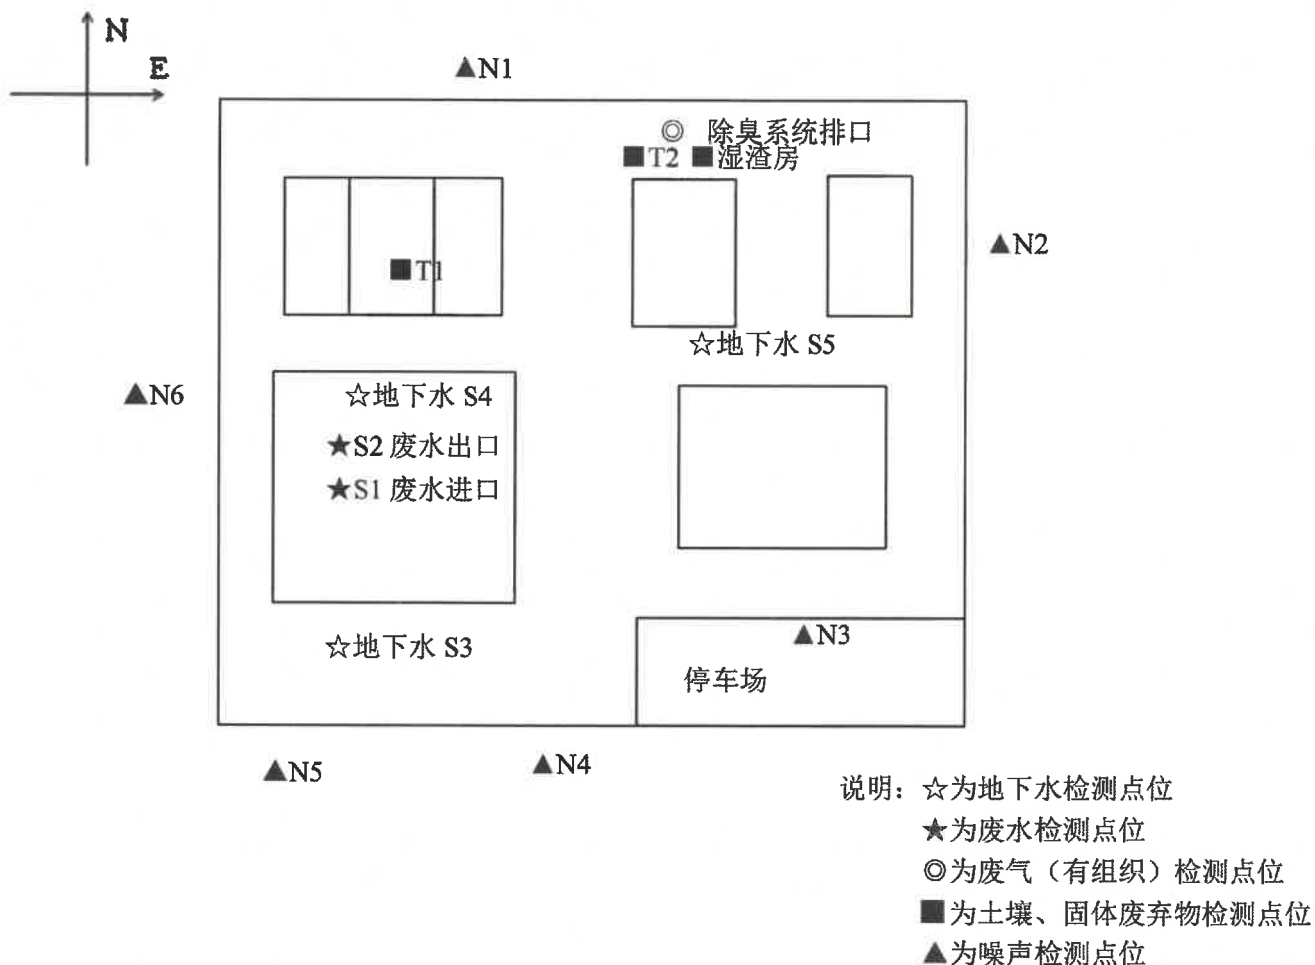 N
E
▲N1
◎ 除臭系统排口
■T2 ■湿渣房
▲N2
■T1
☆地下水 S5
▲N6
☆地下水 S4
★S2 废水出口
★S1 废水进口
☆地下水 S3
▲N3
停车场
▲N5
▲N4
说明：☆为地下水检测点位
★为废水检测点位
◎为废气（有组织）检测点位
■为土壤、固体废弃物检测点位
▲为噪声检测点位